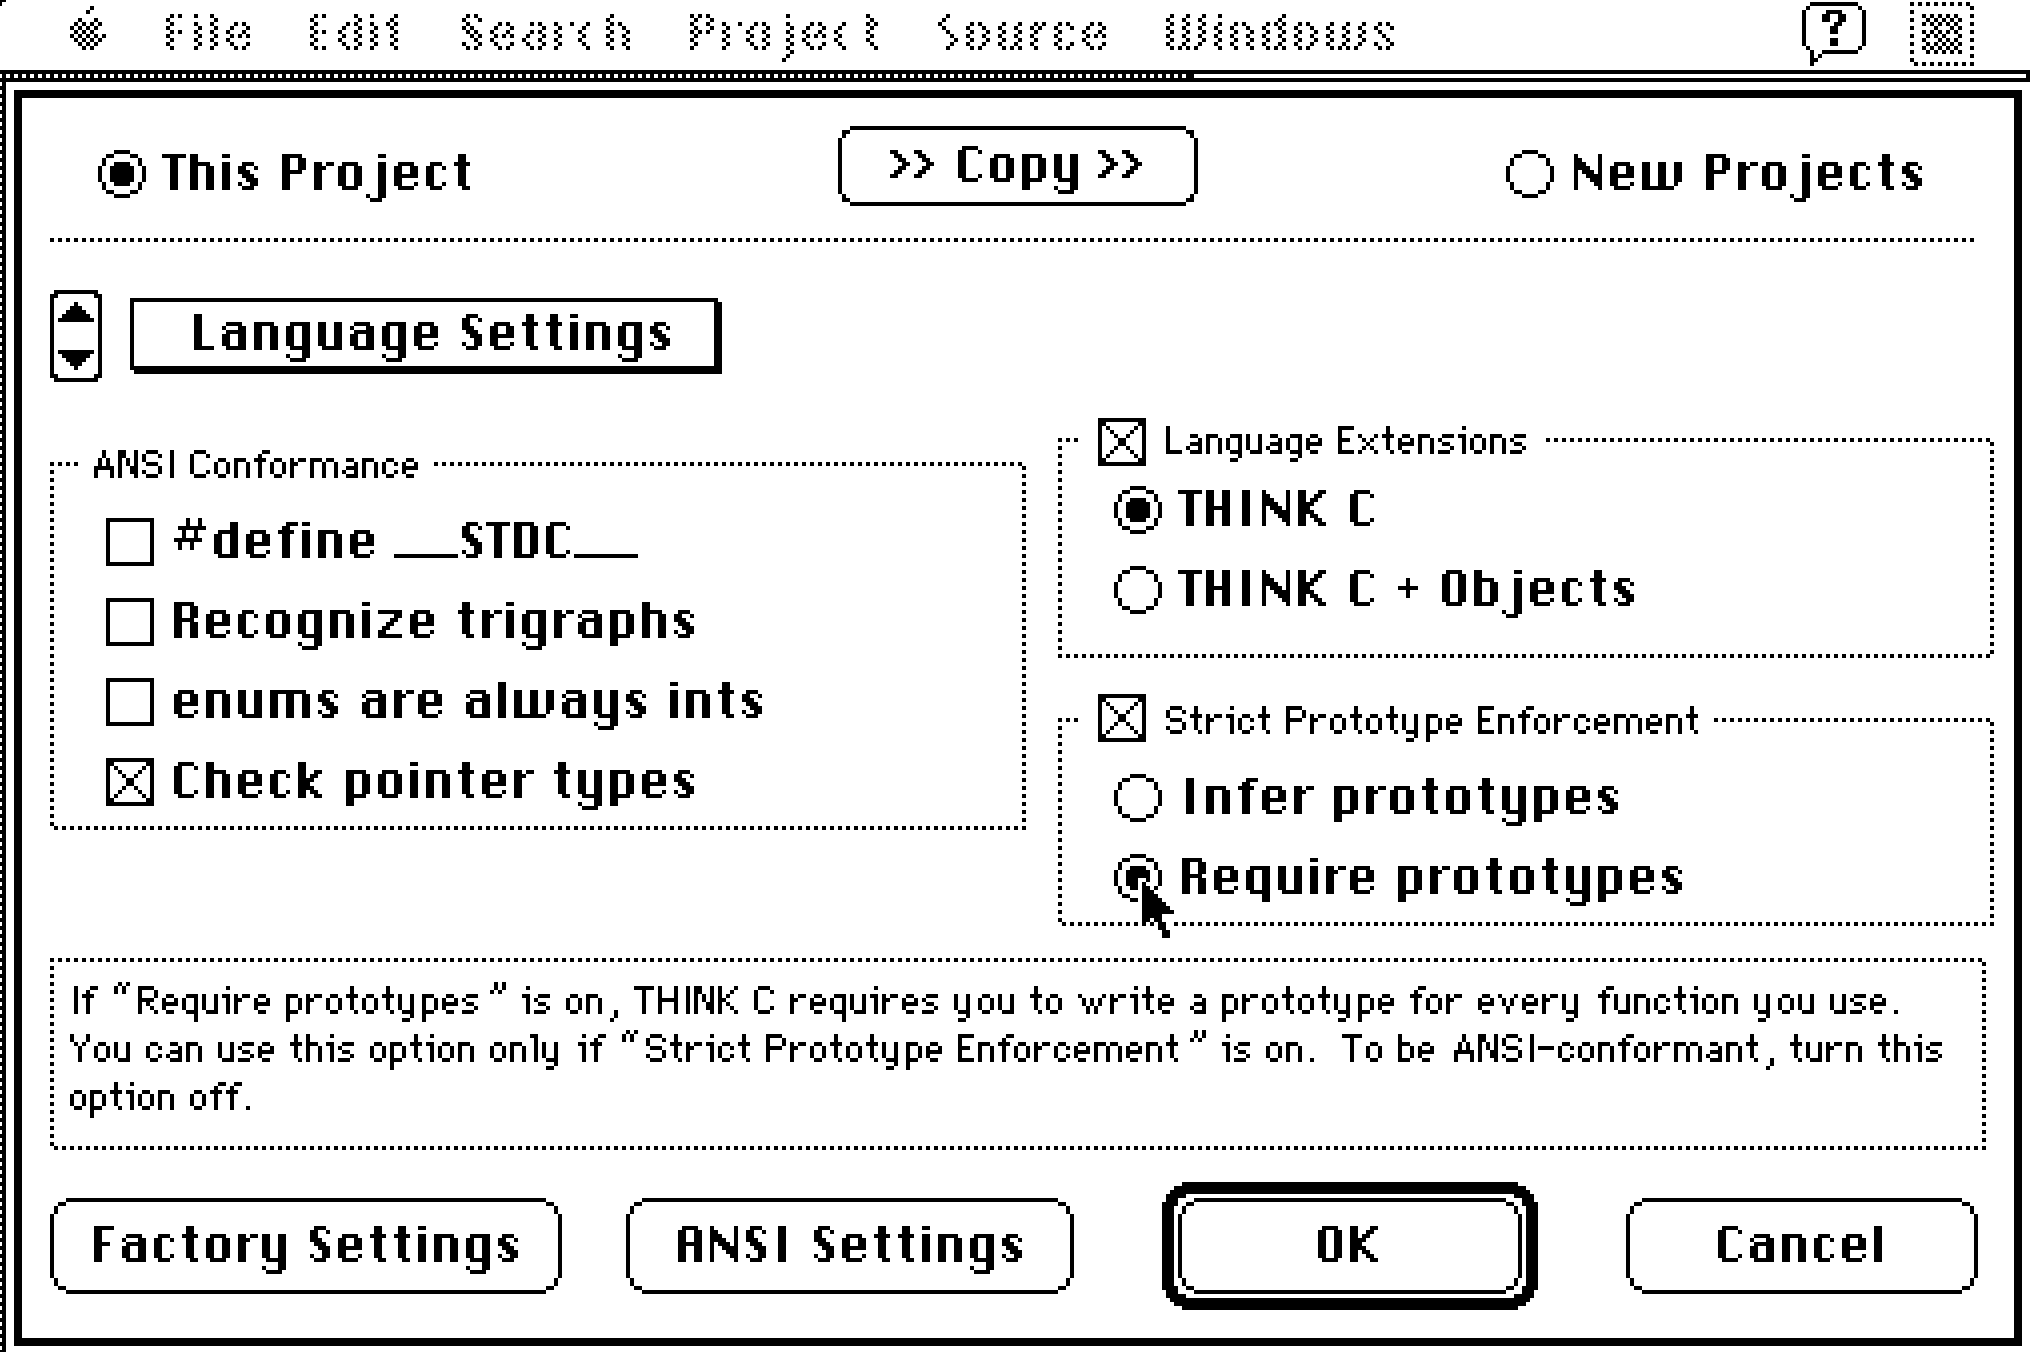 File Edit Search Project Source Windows ?
This Project
>> Copy >>
New Projects
Language Settings
ANSI Conformance
#define __STDC__
Recognize trigraphs
enums are always ints
Check pointer types
Language Extensions
THINK C
THINK C + Objects
Strict Prototype Enforcement
Infer prototypes
Require prototypes
If “Require prototypes” is on, THINK C requires you to write a prototype for every function you use.
You can use this option only if “Strict Prototype Enforcement” is on. To be ANSI-conformant, turn this
option off.
Factory Settings
ANSI Settings
OK
Cancel